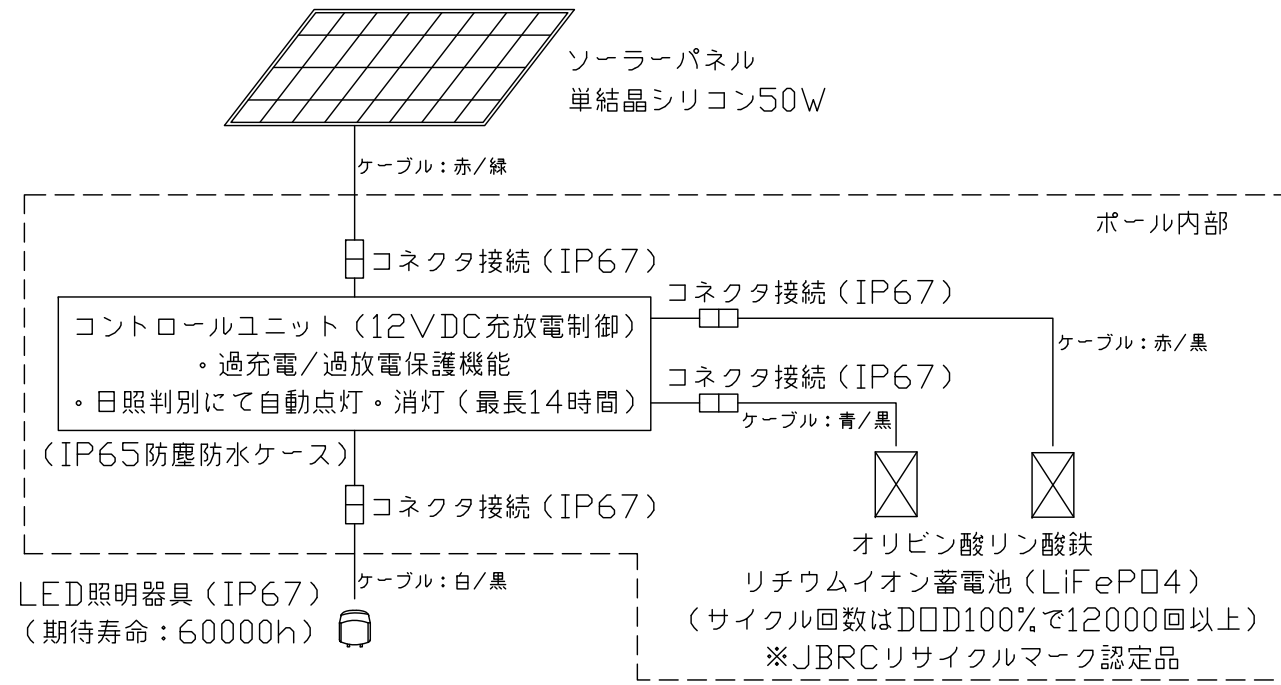 ソーラーパネル
単結晶シリコン50W
ケーブル：赤/緑
ポール内部
コネクタ接続（IP67）
コネクタ接続（IP67）
コントロールユニット（12VDC充放電制御）
・過充電/過放電保護機能
・日照判別にて自動点灯・消灯（最長14時間）
ケーブル：赤/黒
コネクタ接続（IP67）
ケーブル：青/黒
（IP65防塵防水ケース）
コネクタ接続（IP67）
オリビン酸リン酸鉄
リチウムイオン蓄電池（LiFePO4）
（サイクル回数はDOD100%で12000回以上）
※JBRCリサイクルマーク認定品
ケーブル：白/黒
LED照明器具（IP67）
（期待寿命：60000h）